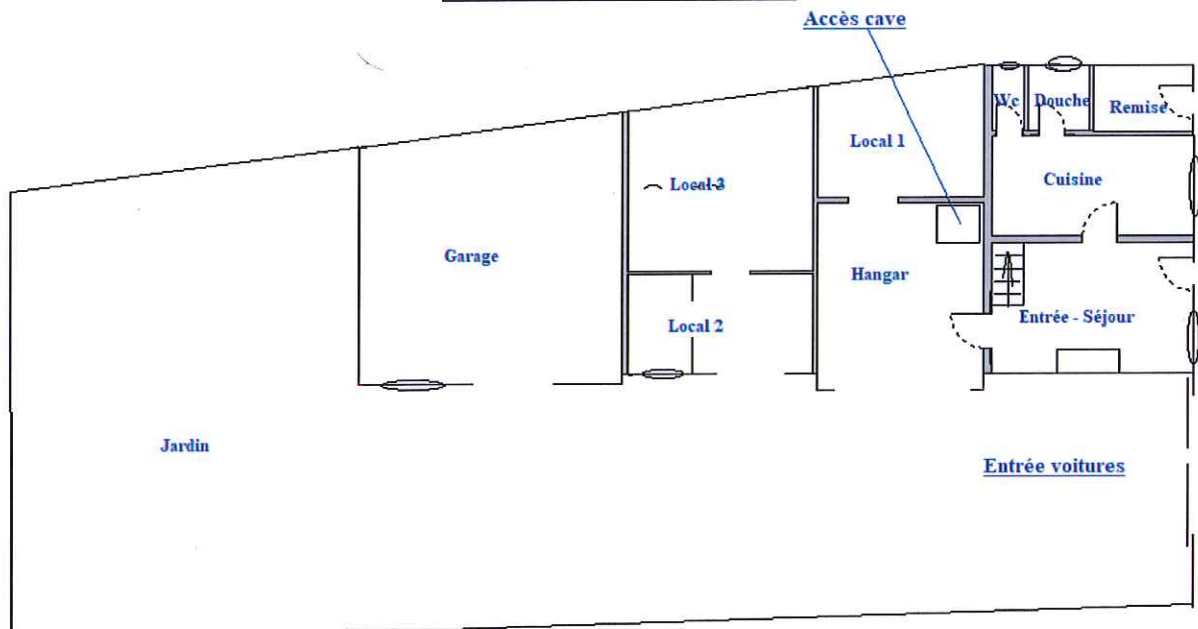 Accès cave
Wc
Douche
Remise
Local 1
Cuisine
Local 3
Garage
Hangar
Local 2
Entrée - Séjour
Jardin
Entrée voitures